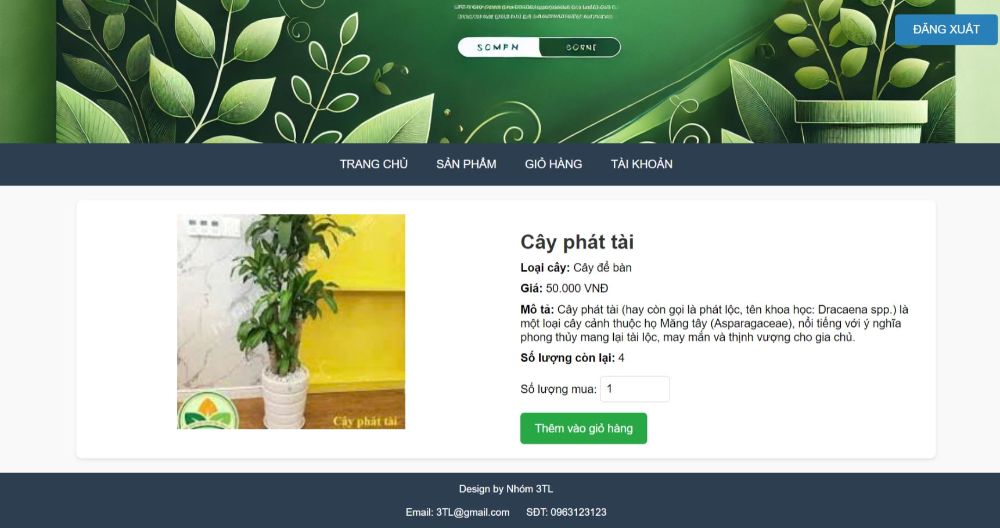 ĐĂNG XUẤT
TRANG CHỦ SẢN PHẨM GIỎ HÀNG TÀI KHOẢN
Cây phát tài
Loại cây: Cây để bàn
Giá: 50.000 VNĐ
Mô tả: Cây phát tài (hay còn gọi là phát lộc, tên khoa học: Dracaena spp.) là
một loại cây cảnh thuộc họ Măng tây (Asparagaceae), nổi tiếng với ý nghĩa
phong thủy mang lại tài lộc, may mắn và thịnh vượng cho gia chủ.
Số lượng còn lại: 4
Số lượng mua: 1
Thêm vào giỏ hàng
Cây phát tài
Design by Nhóm 3TL
Email: 3TL@gmail.com SĐT: 0963123123